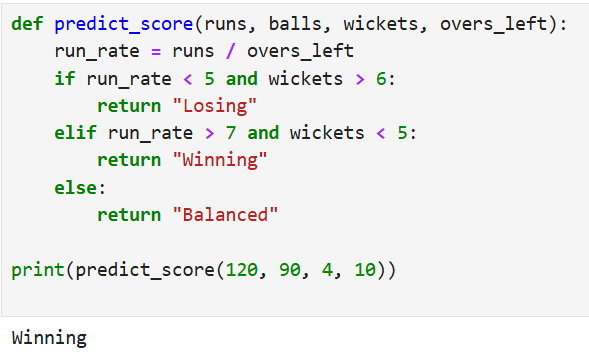 def predict_score(runs, balls, wickets, overs_left):
    run_rate = runs / overs_left
    if run_rate < 5 and wickets > 6:
        return "Losing"
    elif run_rate > 7 and wickets < 5:
        return "Winning"
    else:
        return "Balanced"

print(predict_score(120, 90, 4, 10))
Winning